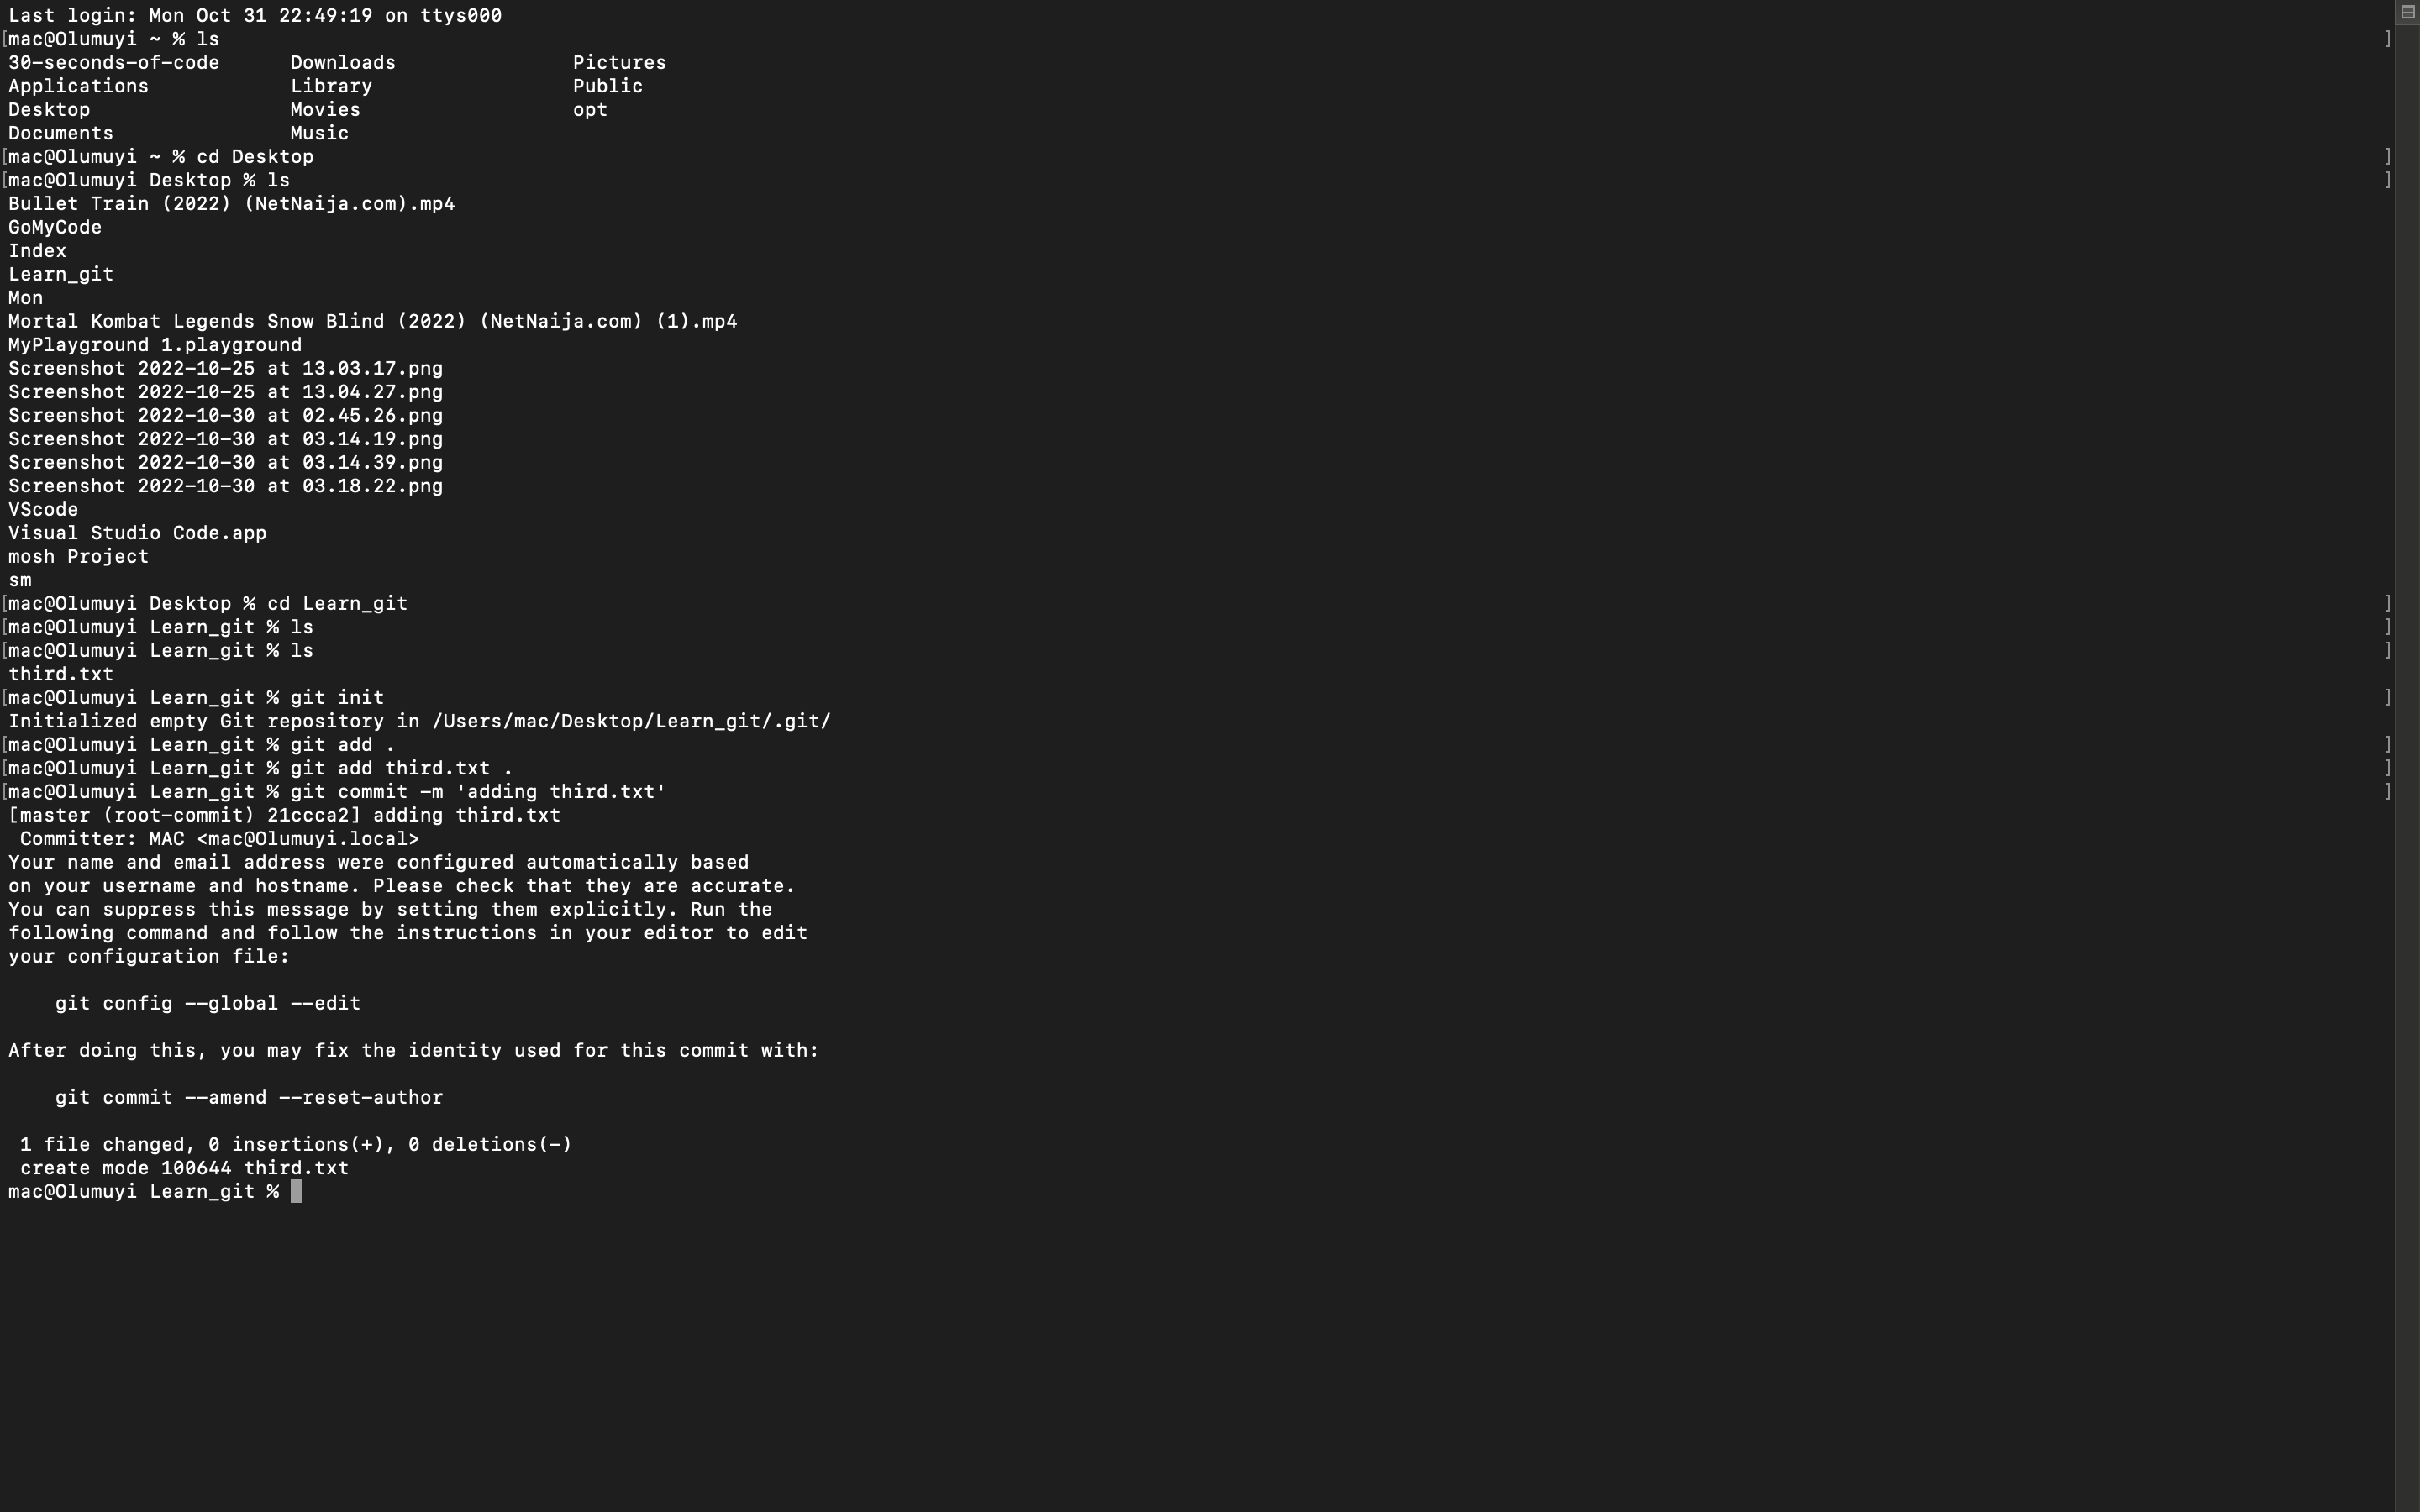 Last login: Mon Oct 31 22:49:19 on ttys000
[mac@Olumuyi ~ % ls ]
30-seconds-of-code      Downloads               Pictures
Applications            Library                 Public
Desktop                 Movies                  opt
Documents               Music
[mac@Olumuyi ~ % cd Desktop ]
[mac@Olumuyi Desktop % ls ]
Bullet Train (2022) (NetNaija.com).mp4
GoMyCode
Index
Learn_git
Mon
Mortal Kombat Legends Snow Blind (2022) (NetNaija.com) (1).mp4
MyPlayground 1.playground
Screenshot 2022-10-25 at 13.03.17.png
Screenshot 2022-10-25 at 13.04.27.png
Screenshot 2022-10-30 at 02.45.26.png
Screenshot 2022-10-30 at 03.14.19.png
Screenshot 2022-10-30 at 03.14.39.png
Screenshot 2022-10-30 at 03.18.22.png
VScode
Visual Studio Code.app
mosh Project
sm
[mac@Olumuyi Desktop % cd Learn_git ]
[mac@Olumuyi Learn_git % ls ]
[mac@Olumuyi Learn_git % ls ]
third.txt
[mac@Olumuyi Learn_git % git init ]
Initialized empty Git repository in /Users/mac/Desktop/Learn_git/.git/
[mac@Olumuyi Learn_git % git add . ]
[mac@Olumuyi Learn_git % git add third.txt . ]
[mac@Olumuyi Learn_git % git commit -m 'adding third.txt' ]
[master (root-commit) 21ccca2] adding third.txt
 Committer: MAC <mac@Olumuyi.local>
Your name and email address were configured automatically based
on your username and hostname. Please check that they are accurate.
You can suppress this message by setting them explicitly. Run the
following command and follow the instructions in your editor to edit
your configuration file:
    git config --global --edit
After doing this, you may fix the identity used for this commit with:
    git commit --amend --reset-author
 1 file changed, 0 insertions(+), 0 deletions(-)
 create mode 100644 third.txt
mac@Olumuyi Learn_git %